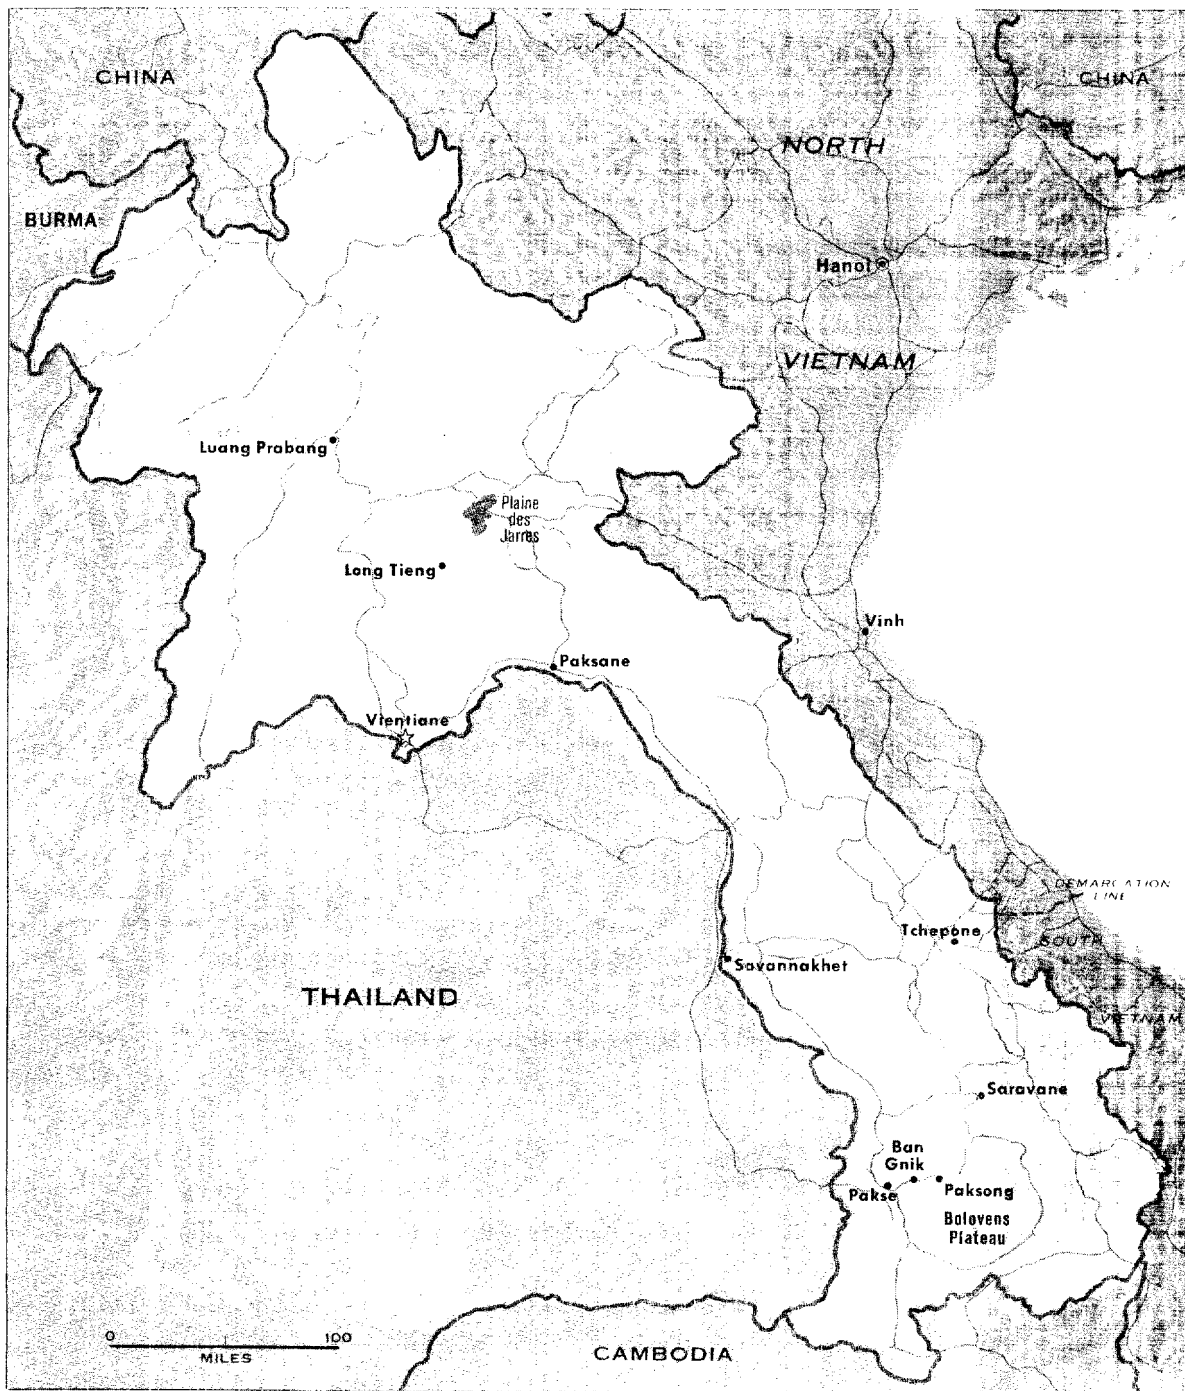 CHINA
CHINA
NORTH
BURMA
Hanoi
VIETNAM
Luang Prabang
Plaine
des
Jarres
Long Tieng
Vinh
Paksane
Vientiane
DEMARCATION
LINE
Tchepone
SOUTH
Savannakhet
THAILAND
VIETNAM
Saravane
Ban
Gnik
Pakse
Paksong
Bolovens
Plateau
0 100
MILES
CAMBODIA